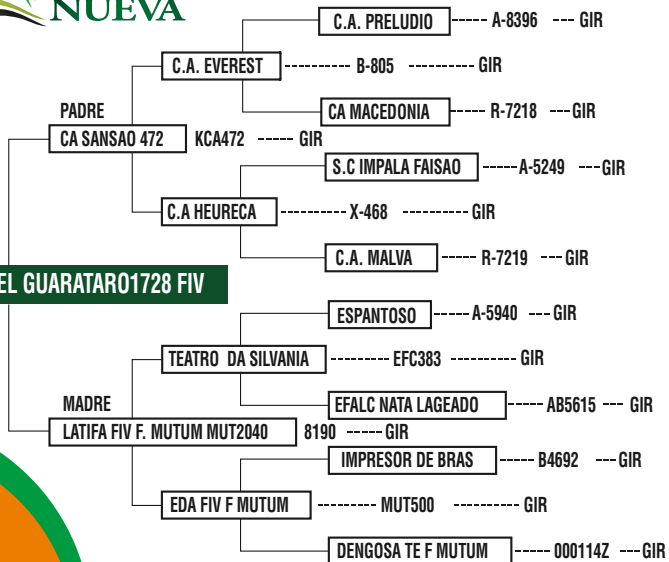 NUEVA
C.A. PRELUDIO ----- A-8396 --- GIR
C.A. EVEREST ---------- B-805 ---------- GIR
PADRE
CA MACEDONIA ----- R-7218 --- GIR
CA SANSAO 472 KCA472 ----- GIR
S.C IMPALA FAISAO ----- A-5249 --- GIR
C.A HEURECA ---------- X-468 ---------- GIR
C.A. MALVA ----- R-7219 --- GIR
EL GUARATARO1728 FIV
ESPANTOSO ----- A-5940 --- GIR
TEATRO DA SILVANIA --------- EFC383 ---------- GIR
MADRE
EFALC NATA LAGEADO ----- AB5615 --- GIR
LATIFA FIV F. MUTUM MUT2040 8190 ----- GIR
IMPRESOR DE BRAS ----- B4692 --- GIR
EDA FIV F MUTUM --------- MUT500 ---------- GIR
DENGOSA TE F MUTUM ----- 000114Z --- GIR